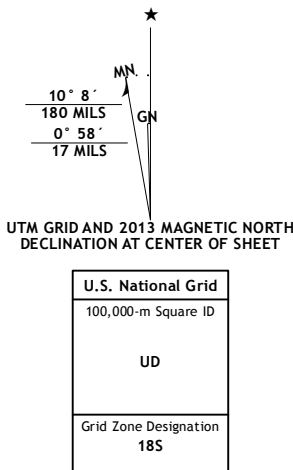 ★
MN
GN
10° 8´
180 MILS
0° 58´
17 MILS
UTM GRID AND 2013 MAGNETIC NORTH
DECLINATION AT CENTER OF SHEET
U.S. National Grid
100,000-m Square ID
UD
Grid Zone Designation
18S